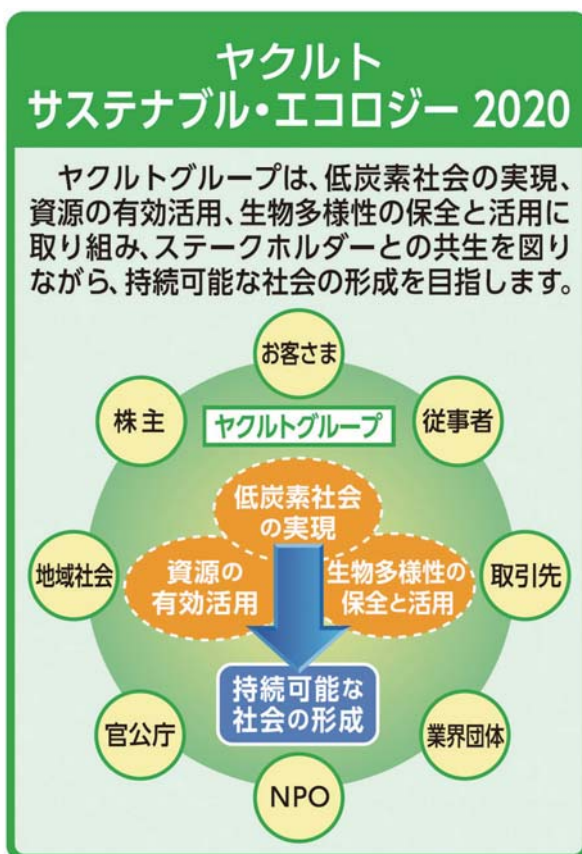 ヤクルト
サステナブル・エコロジー 2020
ヤクルトグループは、低炭素社会の実現、
資源の有効活用、生物多様性の保全と活用に
取り組み、ステークホルダーとの共生を図り
ながら、持続可能な社会の形成を目指します。
お客さま
株主
ヤクルトグループ
従事者
低炭素社会
の実現
地域社会
資源の
有効活用
生物多様性の
保全と活用
取引先
持続可能な
社会の形成
官公庁
業界団体
NPO